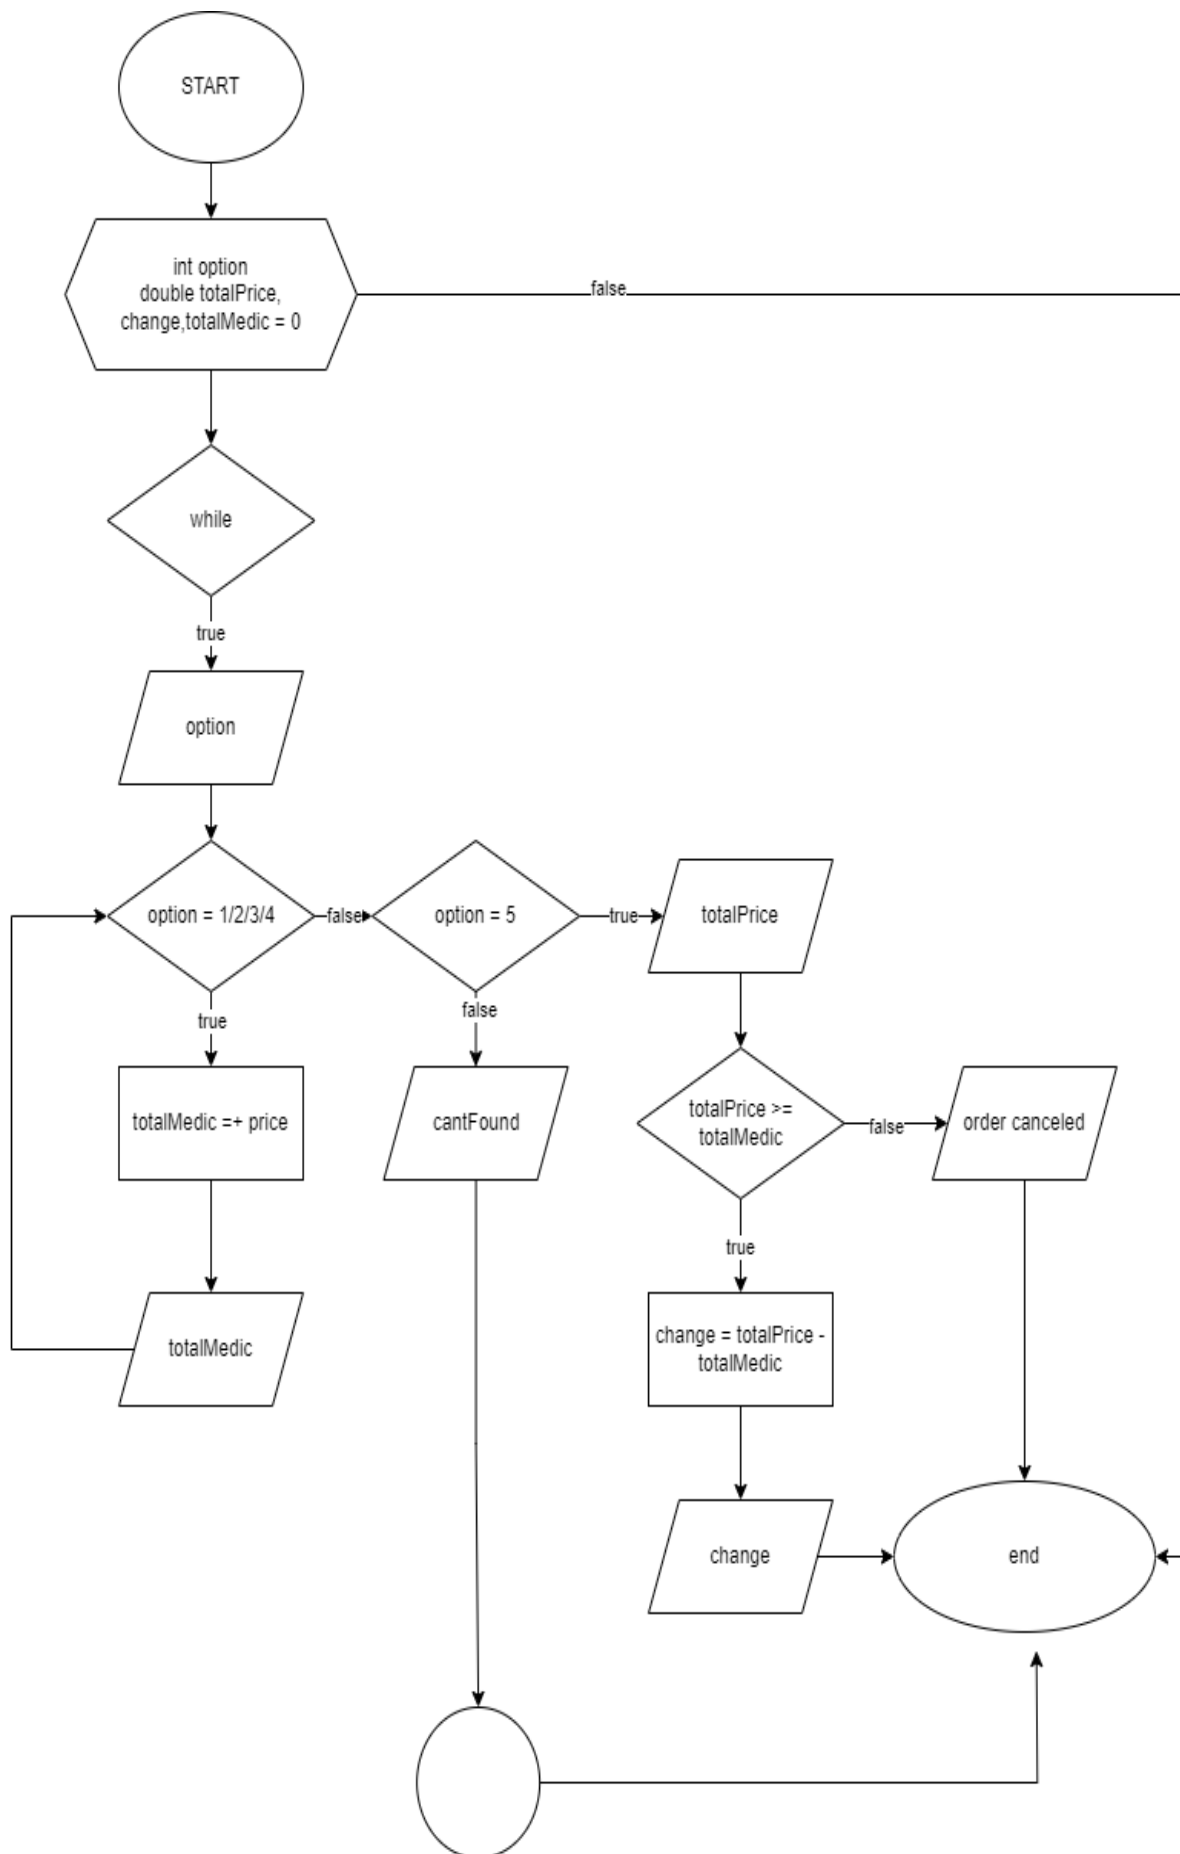 START
int option
double totalPrice,
change,totalMedic = 0
false
while
true
option
option = 1/2/3/4
false
option = 5
true
totalPrice
true
false
totalMedic =+ price
cantFound
totalPrice >=
totalMedic
false
order canceled
true
totalMedic
change = totalPrice -
totalMedic
change
end